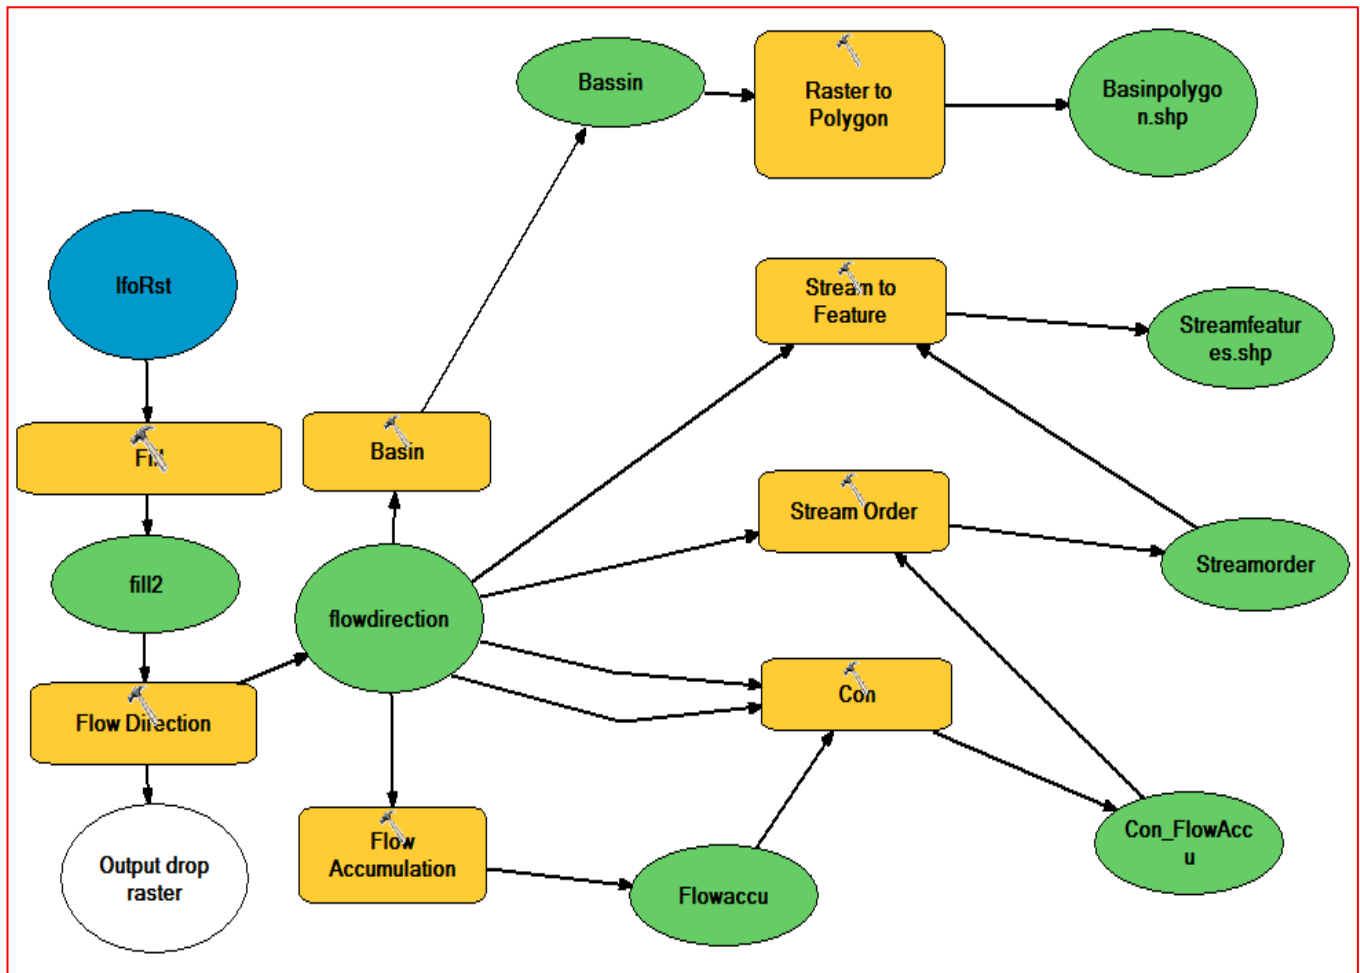 Bassin
Raster to
Polygon
Basinpolygo
n.shp
IfoRst
Stream to
Feature
Streamfeatur
es.shp
Fill
Basin
Stream Order
fill2
flowdirection
Streamorder
Flow Direction
Con
Output drop
raster
Flow
Accumulation
Flowaccu
Con_FlowAcc
u